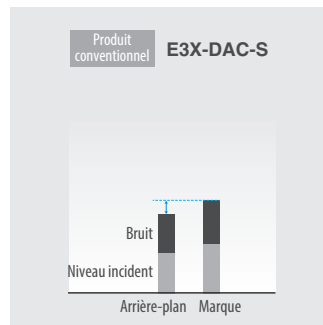 Produit
conventionnel
E3X-DAC-S
Bruit
Niveau incident
Arrière-plan Marque